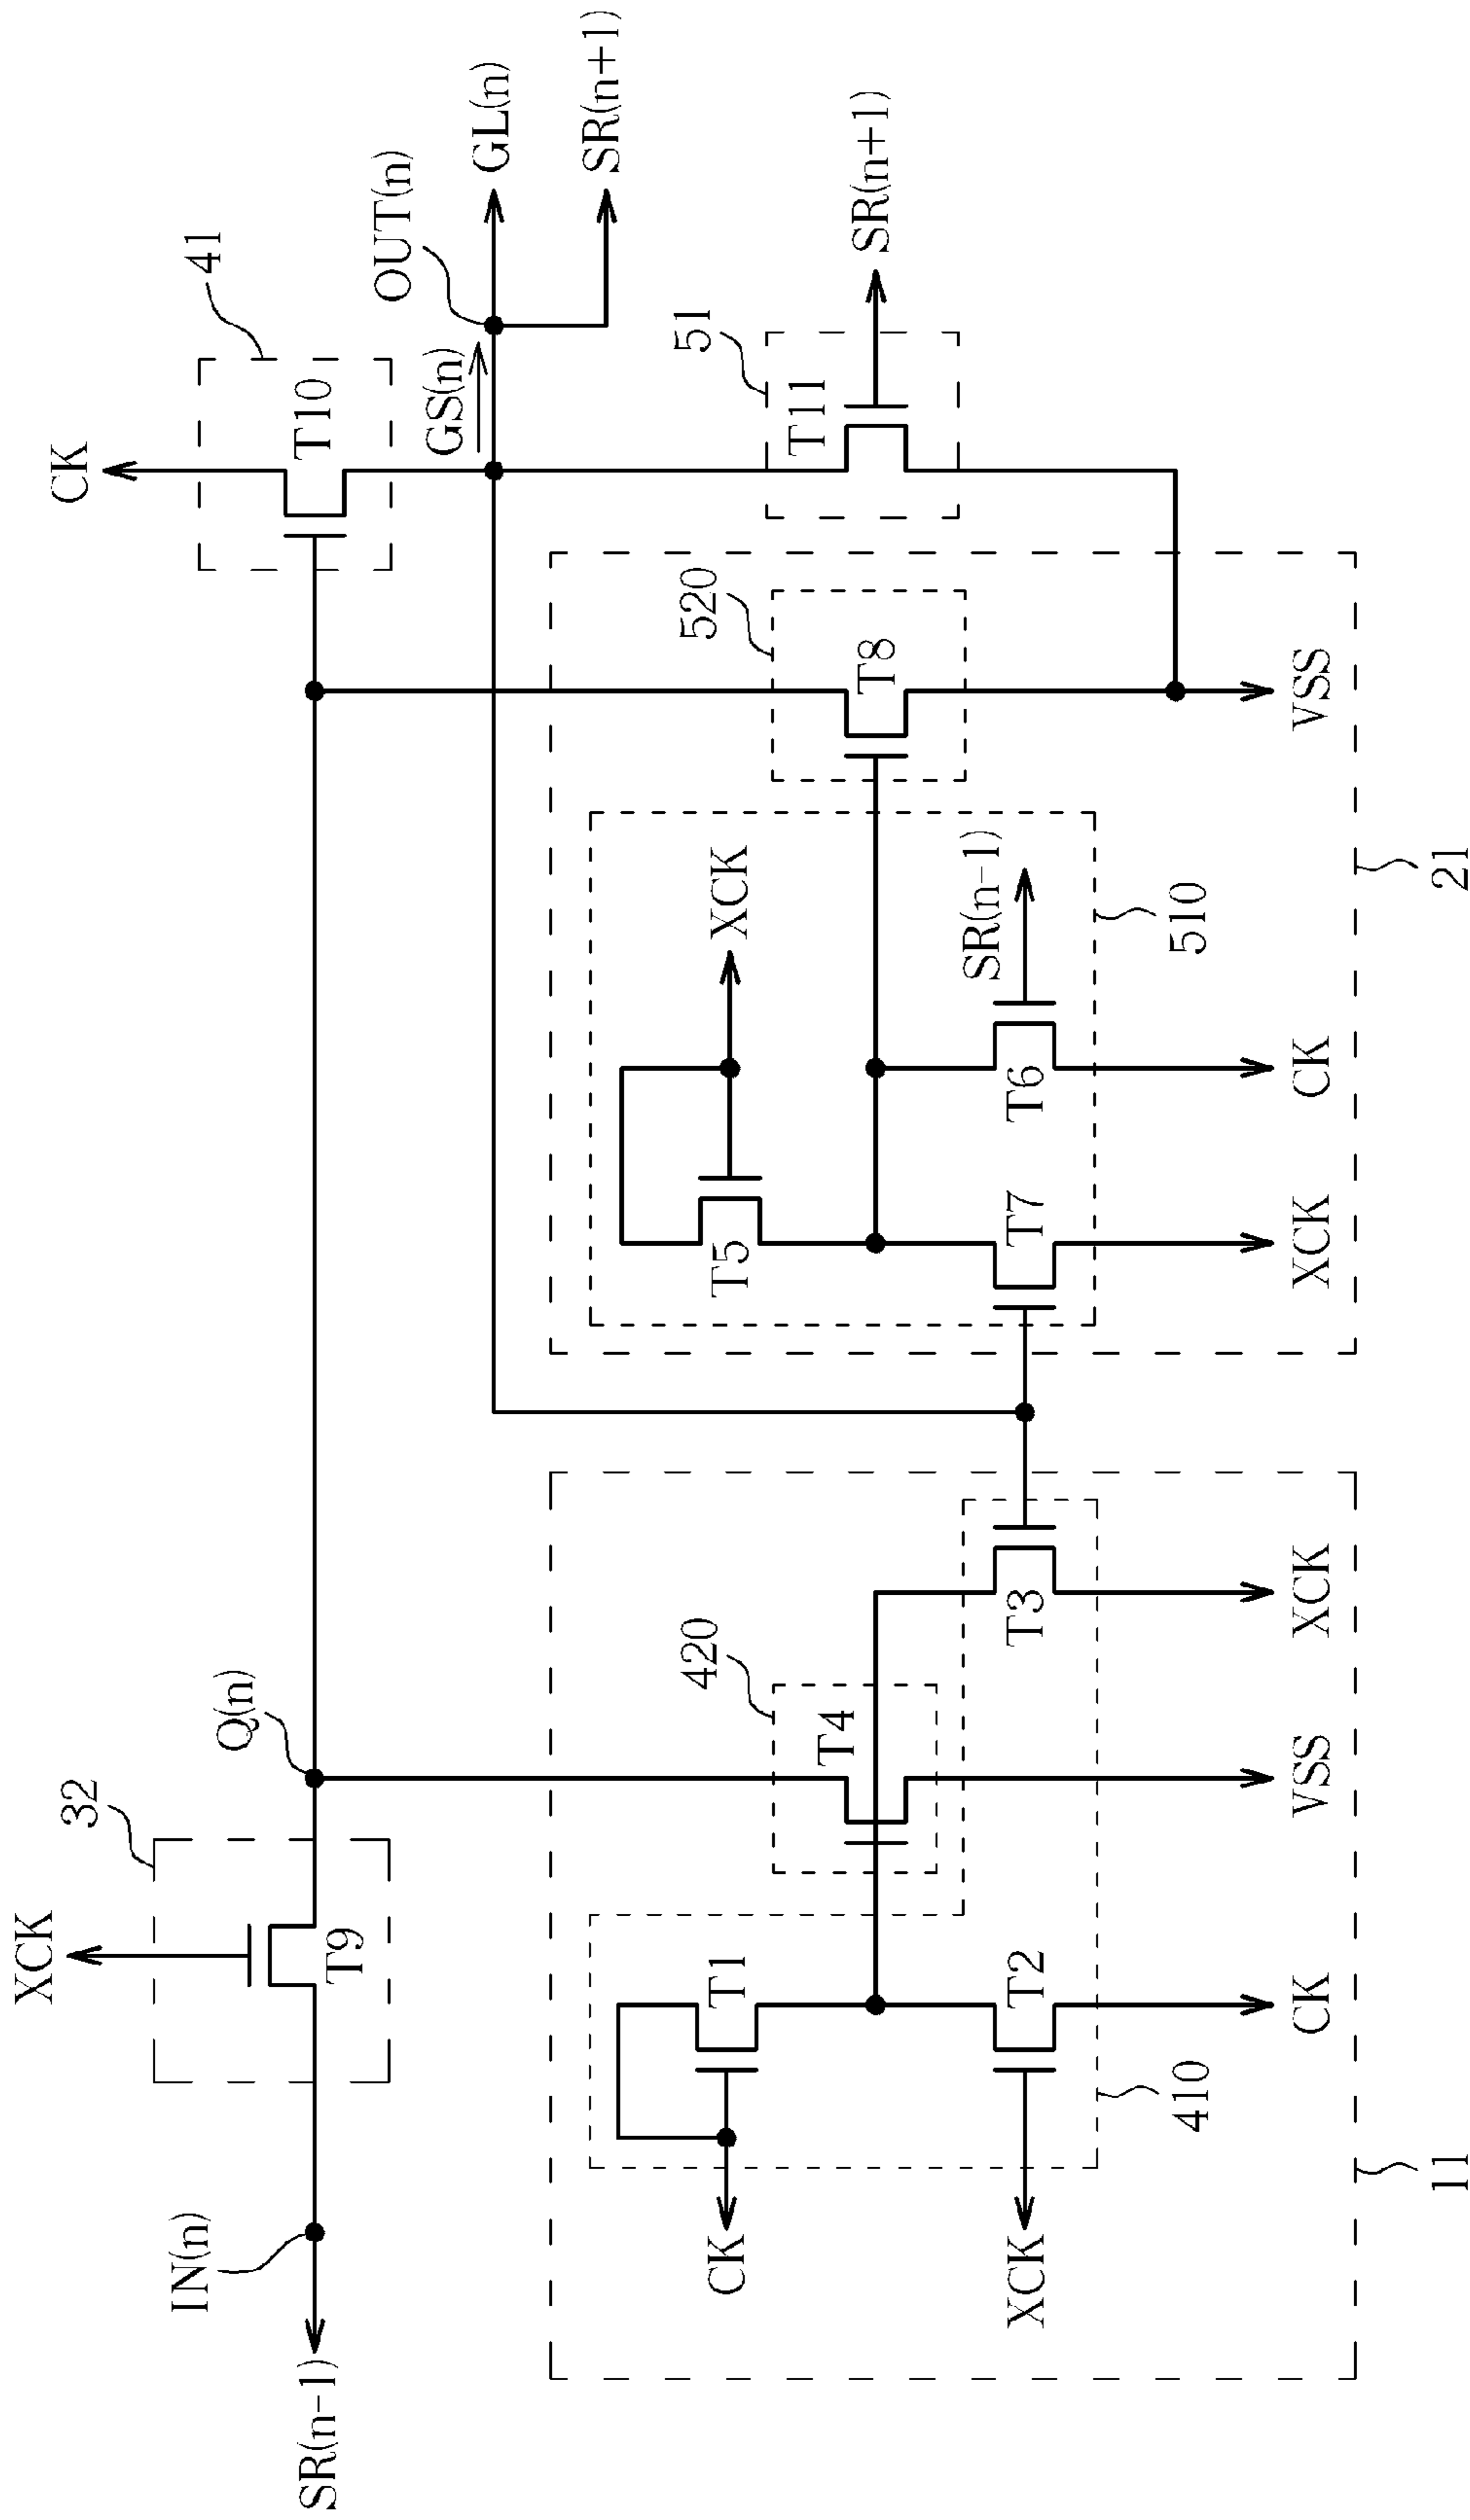 XCK
CK
32
41
IN(n)
Q(n)
T10
SR(n-1)
T9
OUT(n)
GS(n)
GL(n)
SR(n+1)
420
520
51
CK
T1
T5
XCK
T11
T4
T8
SR(n+1)
SR(n-1)
XCK
T2
T3
T7
T6
410
510
CK
VSS
XCK
XCK
CK
VSS
11
21